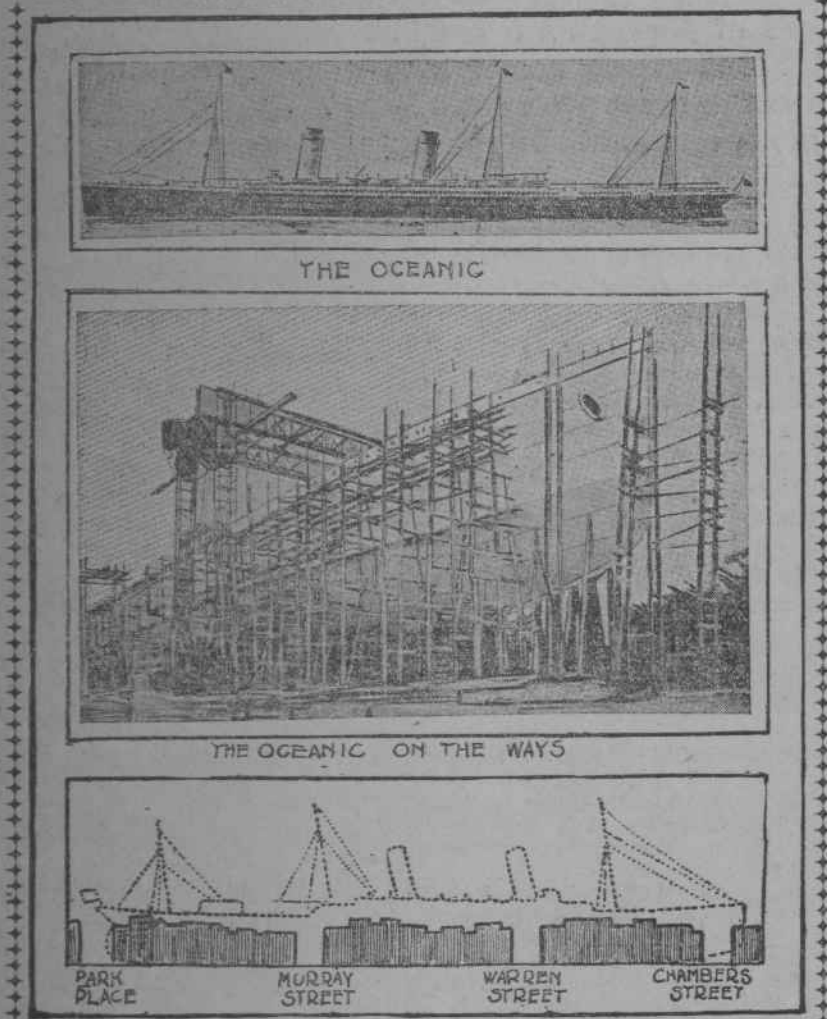 THE OCEANIC
THE OCEANIC ON THE WAYS
PARK
PLACE
MURRAY
STREET
WARREN
STREET
CHAMBERS
STREET